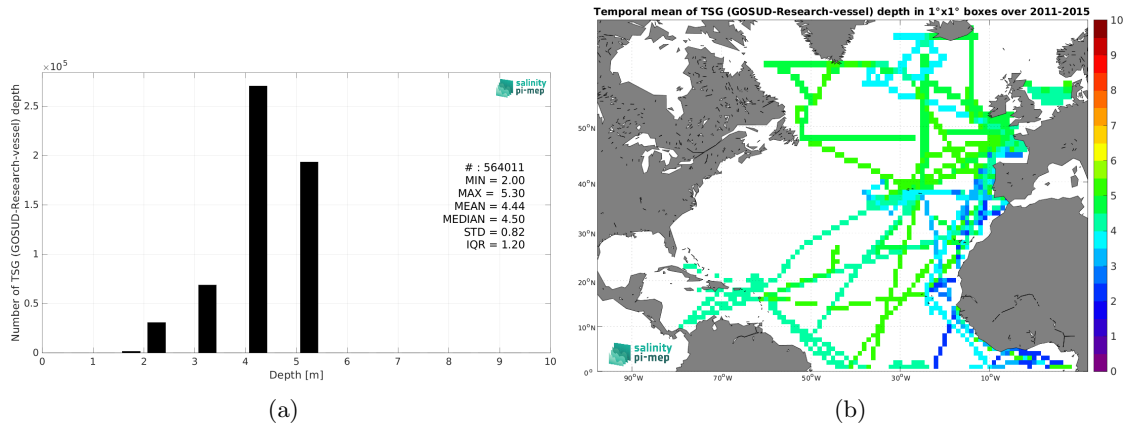 ×10⁵
2.5
2
1.5
1
0.5
0
Number of TSG (GOSUD-Research-vessel) depth
0 1 2 3 4 5 6 7 8 9 10
Depth [m]
salinity
pi-mep
# : 564011
MIN = 2.00
MAX = 5.30
MEAN = 4.44
MEDIAN = 4.50
STD = 0.82
IQR = 1.20
(a)
Temporal mean of TSG (GOSUD-Research-vessel) depth in 1°x1° boxes over 2011-2015
50°N
40°N
30°N
20°N
10°N
0°
90°W 70°W 50°W 30°W 10°W
salinity
pi-mep
10
9
8
7
6
5
4
3
2
1
0
(b)